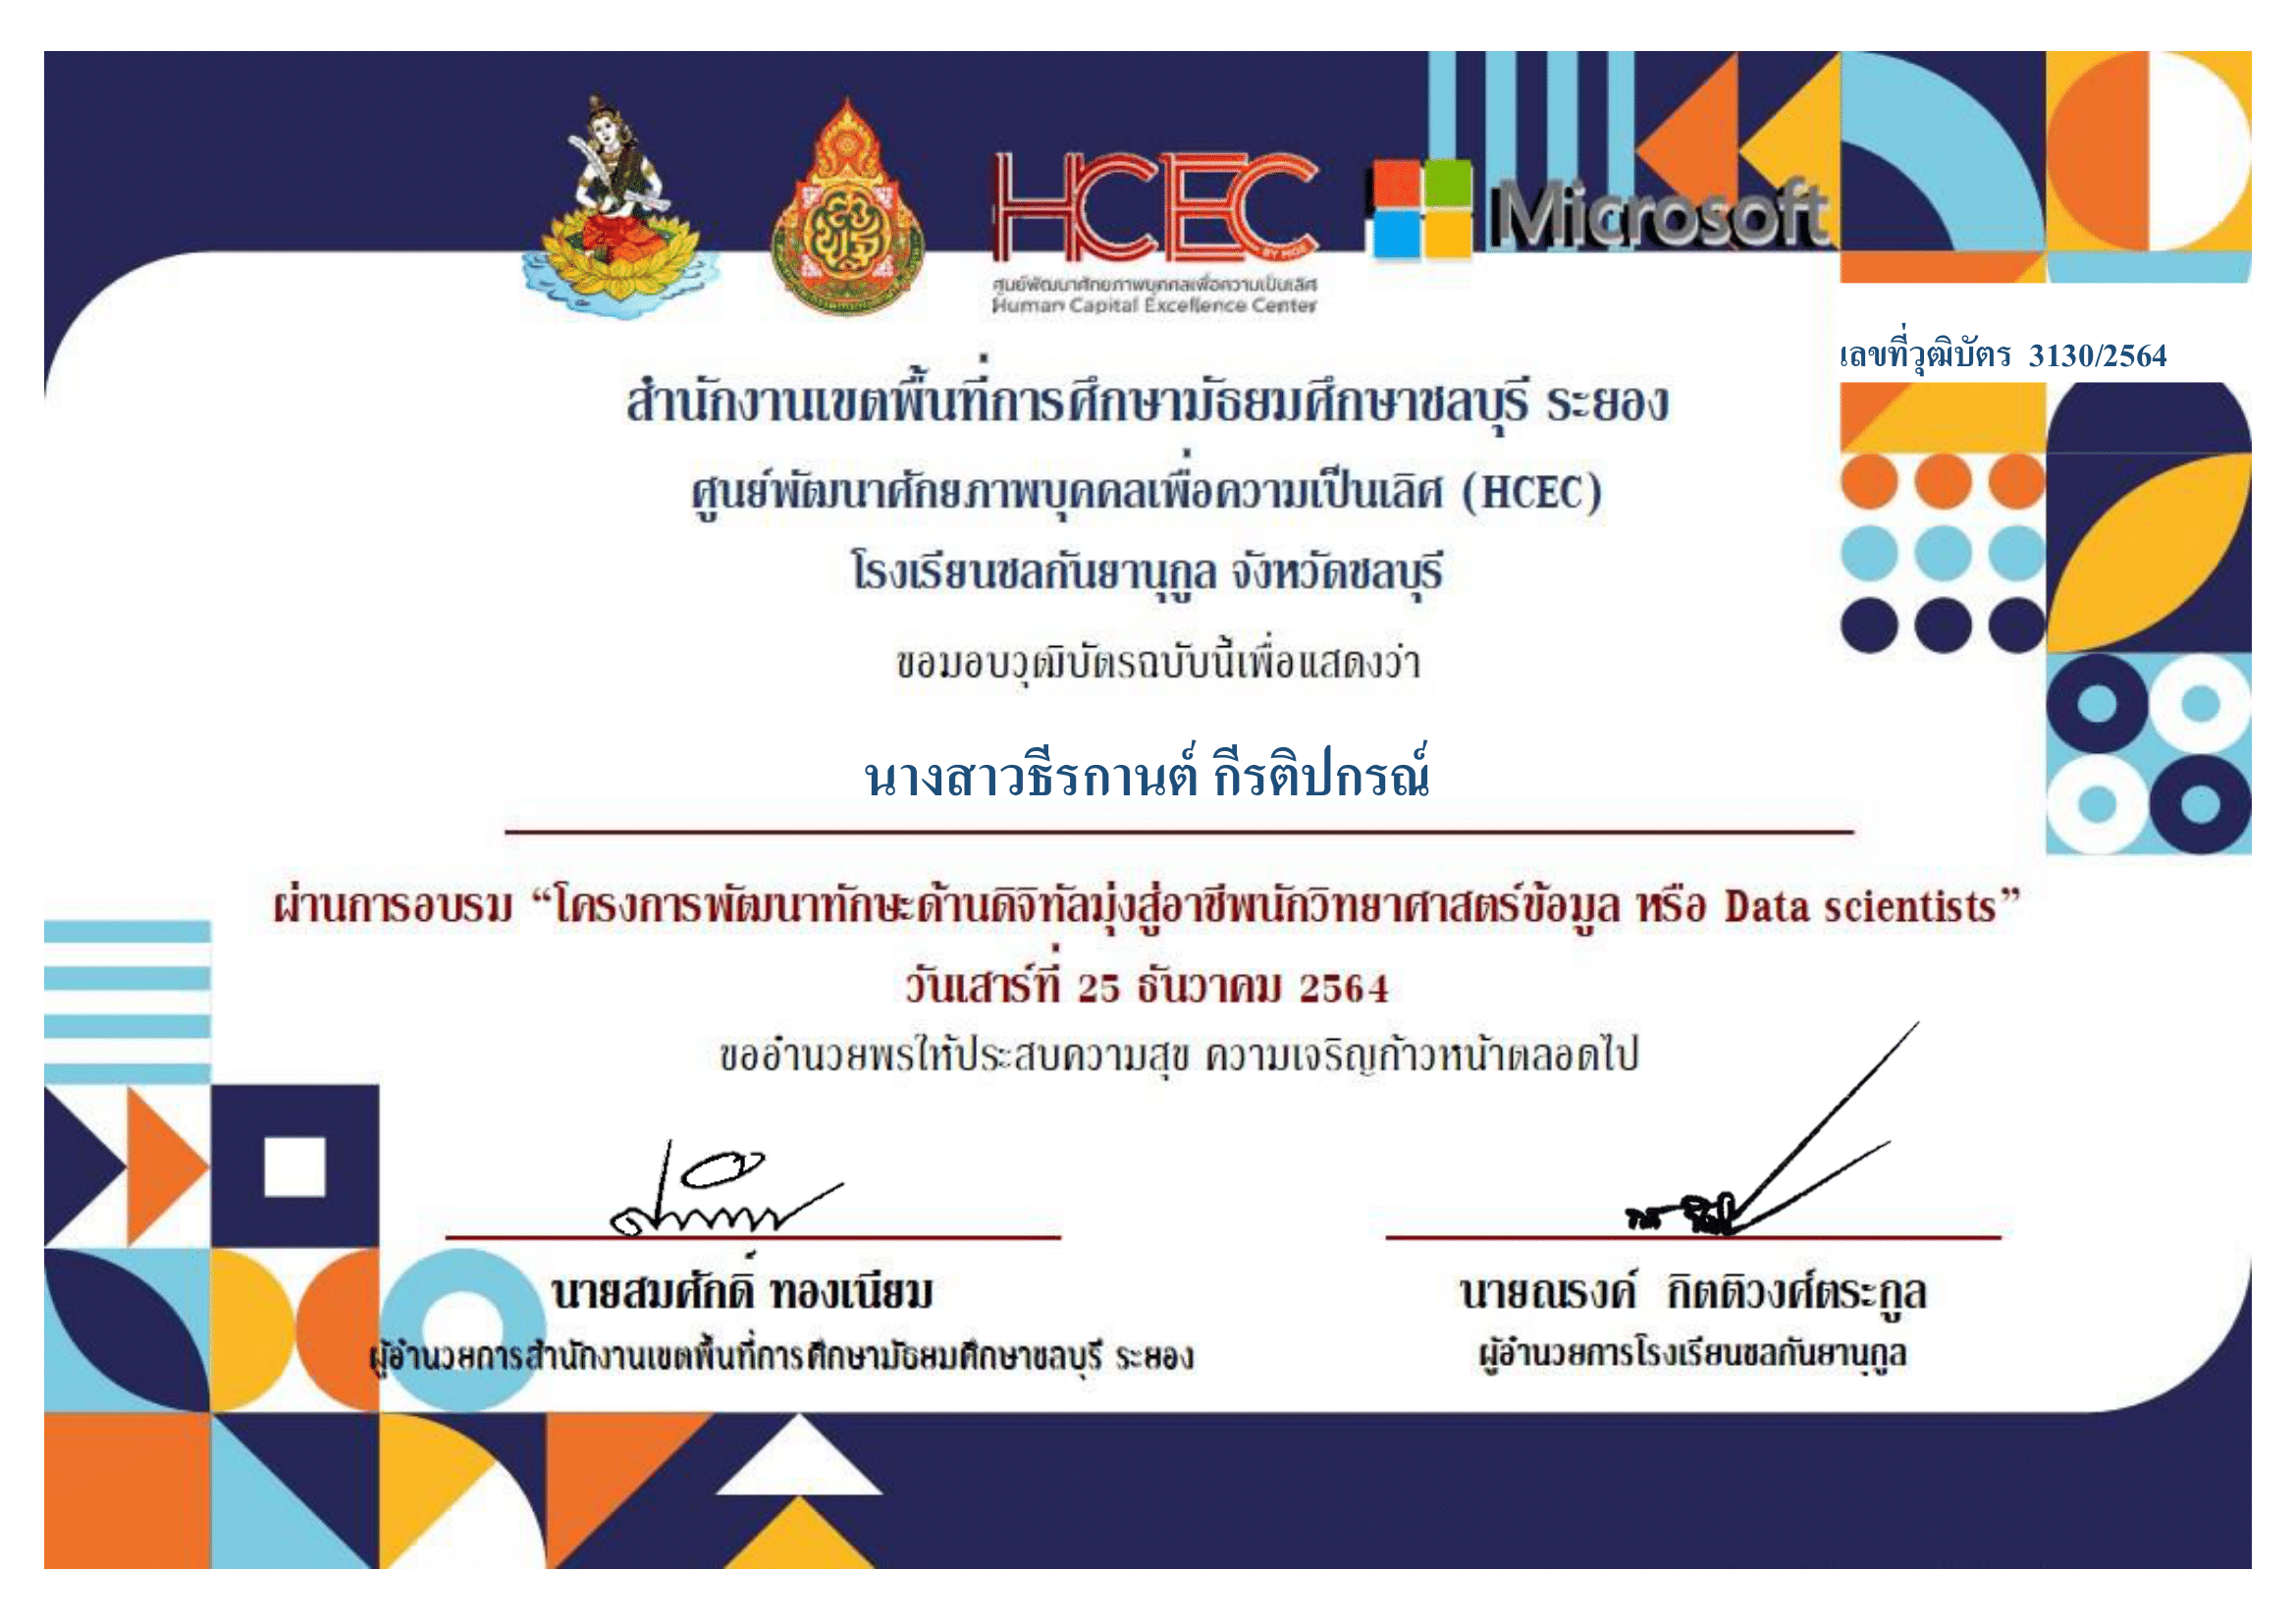 HCEC
BY HIGE
ศูนย์พัฒนาศักยภาพบุคคลเพื่อความเป็นเลิศ
Human Capital Excellence Center
Microsoft
เลขที่วุฒิบัตร 3130/2564
สำนักงานเขตพื้นที่การศึกษามัธยมศึกษาชลบุรี ระยอง
ศูนย์พัฒนาศักยภาพบุคคลเพื่อความเป็นเลิศ (HCEC)
โรงเรียนชลกันยานุกูล จังหวัดชลบุรี
ขอมอบวุฒิบัตรฉบับนี้เพื่อแสดงว่า
นางสาวธีรกานต์ กีรติปกรณ์
ผ่านการอบรม “โครงการพัฒนาทักษะด้านดิจิทัลมุ่งสู่อาชีพนักวิทยาศาสตร์ข้อมูล หรือ Data scientists”
วันเสาร์ที่ 25 ธันวาคม 2564
ขออำนวยพรให้ประสบความสุข ความเจริญก้าวหน้าตลอดไป
นายสมศักดิ์ ทองเนียม
ผู้อำนวยการสำนักงานเขตพื้นที่การศึกษามัธยมศึกษาชลบุรี ระยอง
นายณรงค์ กิตติวงศ์ตระกูล
ผู้อำนวยการโรงเรียนชลกันยานุกูล